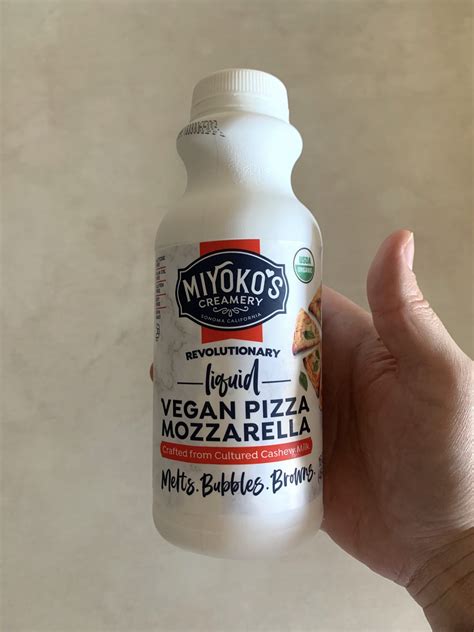 MIYOKO'S
CREAMERY
SONOMA CALIFORNIA
USDA
ORGANIC
REVOLUTIONARY
liquid
VEGAN PIZZA
MOZZARELLA
Crafted from Cultured Cashew Milk
Melts. Bubbles. Browns.